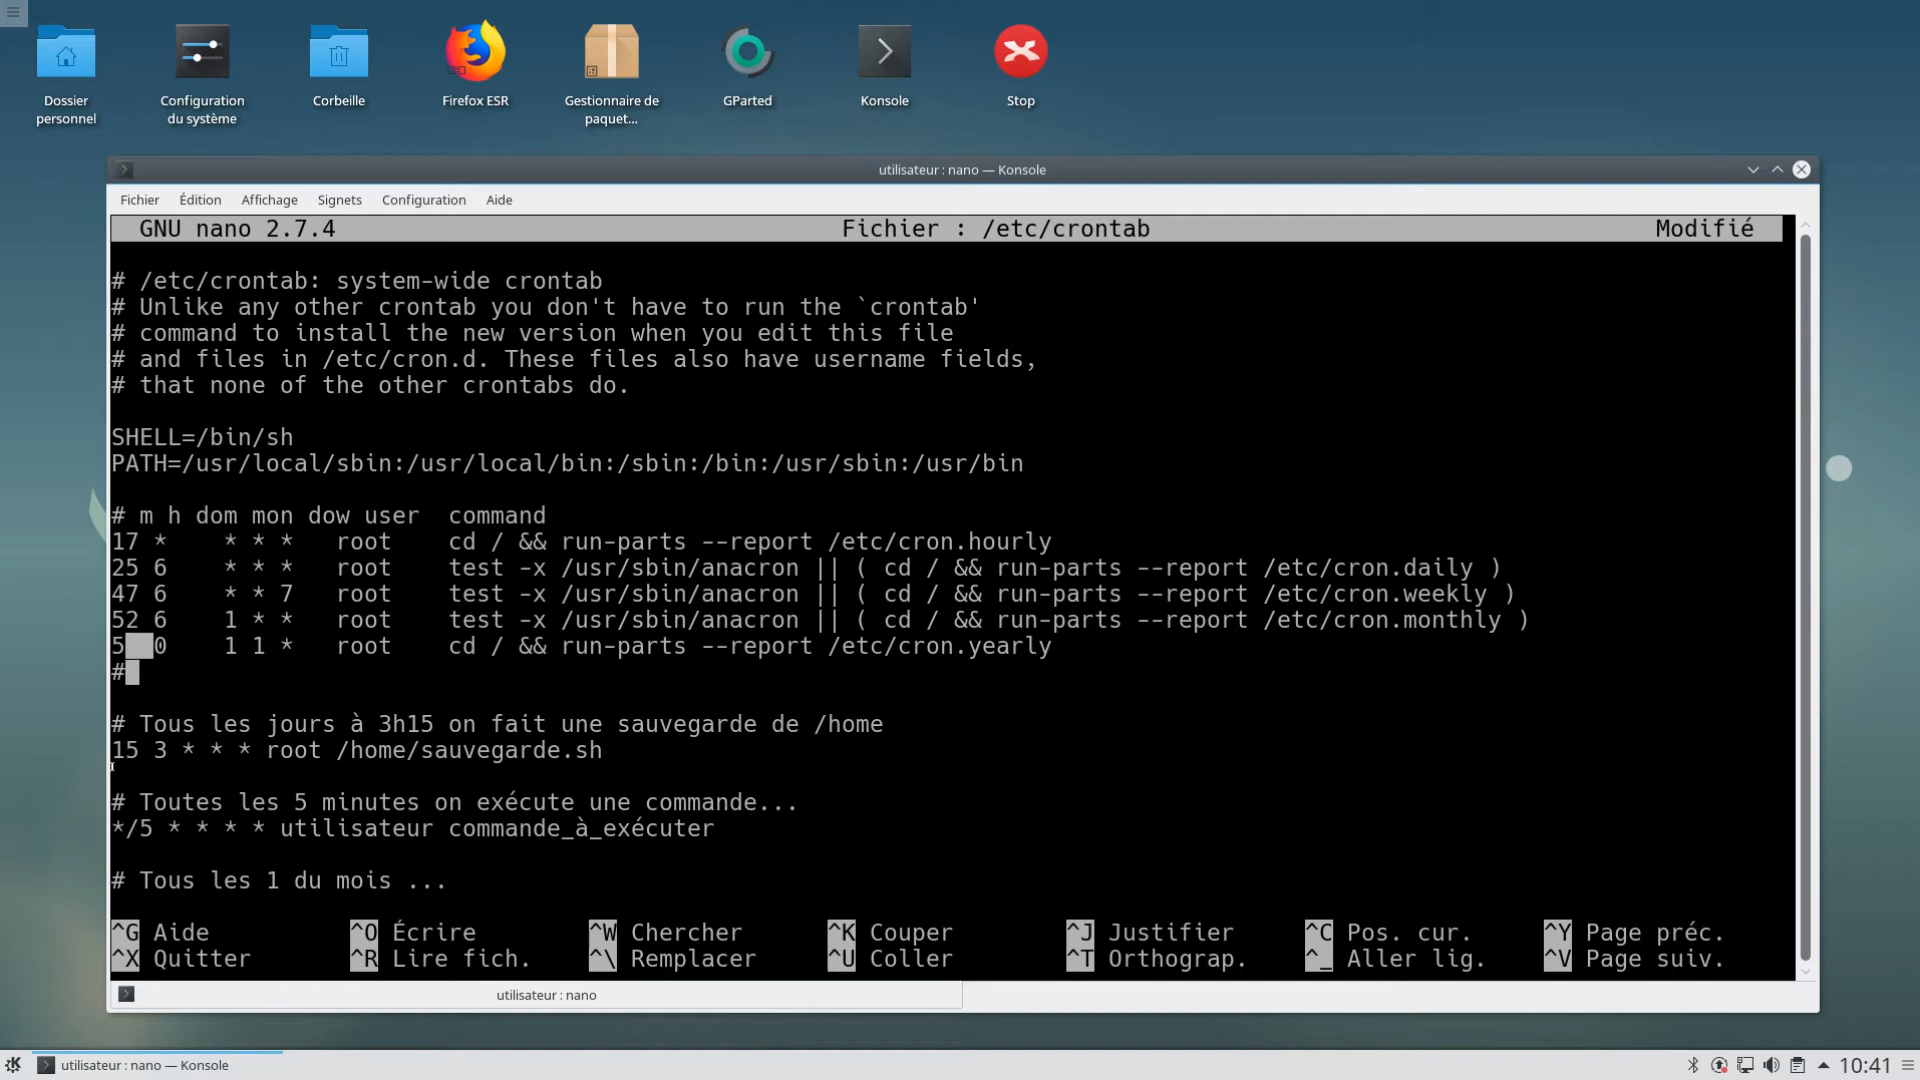 Dossier
personnel
Configuration
du système
Corbeille
Firefox ESR
Gestionnaire de
paquet...
GParted
Konsole
Stop
utilisateur : nano — Konsole
Fichier Édition Affichage Signets Configuration Aide
GNU nano 2.7.4 Fichier : /etc/crontab Modifié
# /etc/crontab: system-wide crontab
# Unlike any other crontab you don't have to run the `crontab'
# command to install the new version when you edit this file
# and files in /etc/cron.d. These files also have username fields,
# that none of the other crontabs do.
SHELL=/bin/sh
PATH=/usr/local/sbin:/usr/local/bin:/sbin:/bin:/usr/sbin:/usr/bin
# m h dom mon dow user  command
17 *    * * *   root    cd / && run-parts --report /etc/cron.hourly
25 6    * * *   root    test -x /usr/sbin/anacron || ( cd / && run-parts --report /etc/cron.daily )
47 6    * * 7   root    test -x /usr/sbin/anacron || ( cd / && run-parts --report /etc/cron.weekly )
52 6    1 * *   root    test -x /usr/sbin/anacron || ( cd / && run-parts --report /etc/cron.monthly )
5  0    1 1 *   root    cd / && run-parts --report /etc/cron.yearly
#
# Tous les jours à 3h15 on fait une sauvegarde de /home
15 3 * * * root /home/sauvegarde.sh
# Toutes les 5 minutes on exécute une commande...
*/5 * * * * utilisateur commande_à_exécuter
# Tous les 1 du mois ...
^G Aide ^O Écrire ^W Chercher ^K Couper ^J Justifier ^C Pos. cur. ^Y Page préc.
^X Quitter ^R Lire fich. ^\ Remplacer ^U Coller ^T Orthograp. ^_ Aller lig. ^V Page suiv.
utilisateur : nano
utilisateur : nano — Konsole
10:41